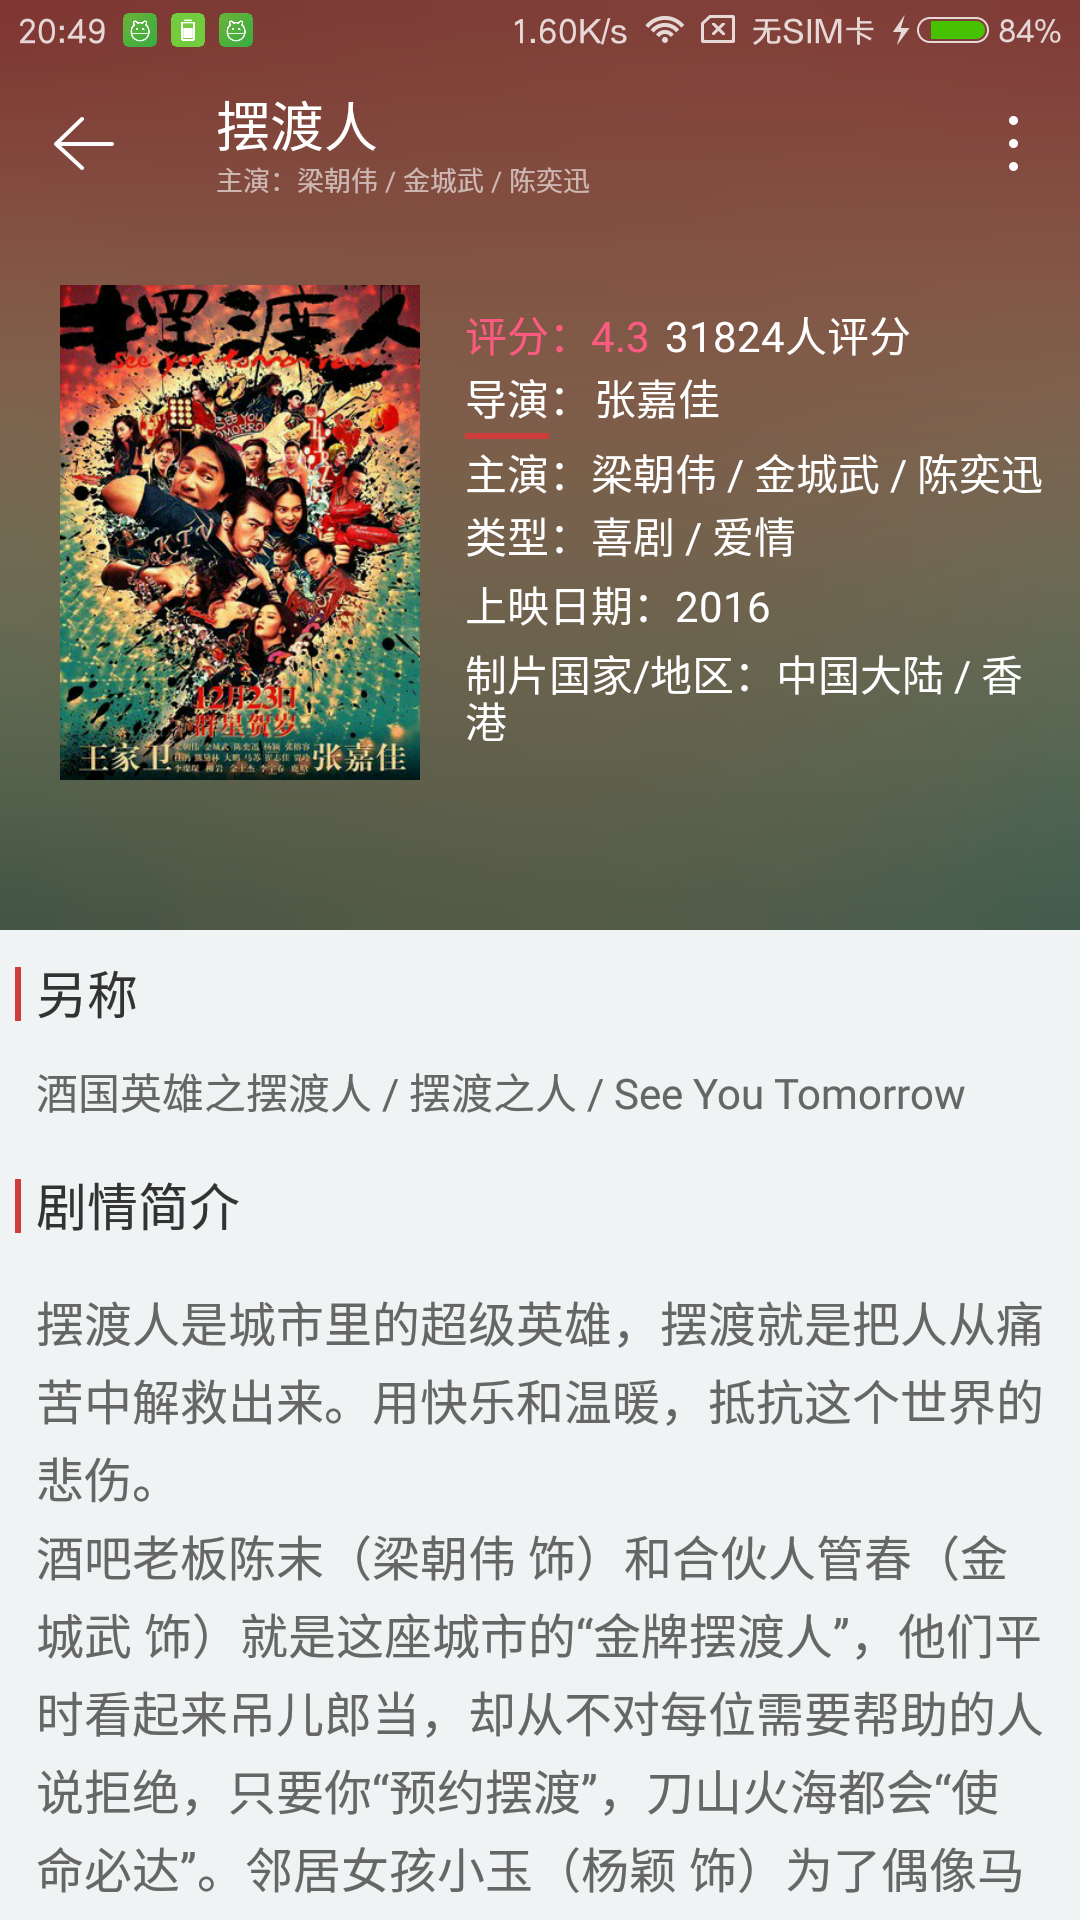 20:49 1.60K/s 无SIM卡 84%
摆渡人
主演：梁朝伟 / 金城武 / 陈奕迅
摆渡人
See you tomorrow
SEE YOU
TOMORROW
KTV
12月23日
群星贺岁
王家卫 张嘉佳
评分：4.3 31824人评分
导演： 张嘉佳
主演：梁朝伟 / 金城武 / 陈奕迅
类型：喜剧 / 爱情
上映日期：2016
制片国家/地区：中国大陆 / 香
港
另称
酒国英雄之摆渡人 / 摆渡之人 / See You Tomorrow
剧情简介
摆渡人是城市里的超级英雄，摆渡就是把人从痛
苦中解救出来。用快乐和温暖，抵抗这个世界的
悲伤。
酒吧老板陈末（梁朝伟 饰）和合伙人管春（金
城武 饰）就是这座城市的“金牌摆渡人”，他们平
时看起来吊儿郎当，却从不对每位需要帮助的人
说拒绝，只要你“预约摆渡”，刀山火海都会“使
命必达”。邻居女孩小玉（杨颖 饰）为了偶像马